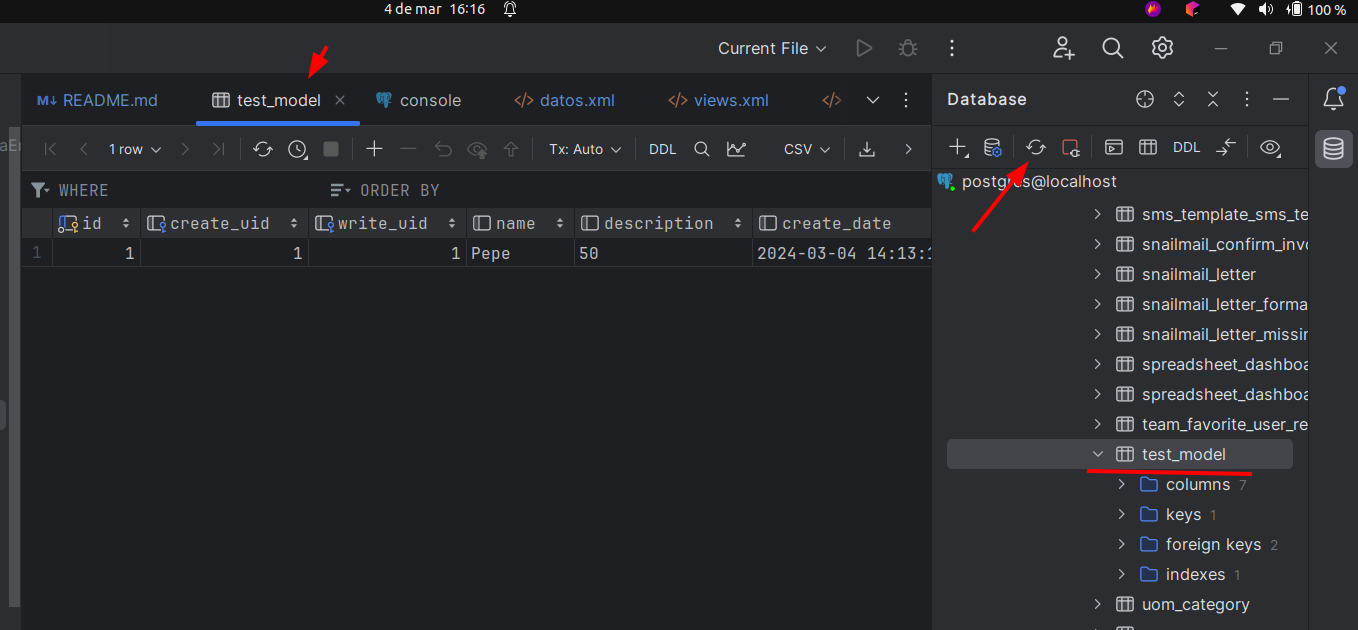 4 de mar 16:16 100 %
Current File
README.md test_model console datos.xml views.xml
Database
1 row Tx: Auto DDL CSV DDL
WHERE ORDER BY
id create_uid write_uid name description create_date
1 1 1 1 Pepe 50 2024-03-04 14:13:1
postgres@localhost
sms_template_sms_te
snailmail_confirm_invo
snailmail_letter
snailmail_letter_forma
snailmail_letter_missin
spreadsheet_dashboa
spreadsheet_dashboa
team_favorite_user_re
test_model
columns 7
keys 1
foreign keys 2
indexes 1
uom_category